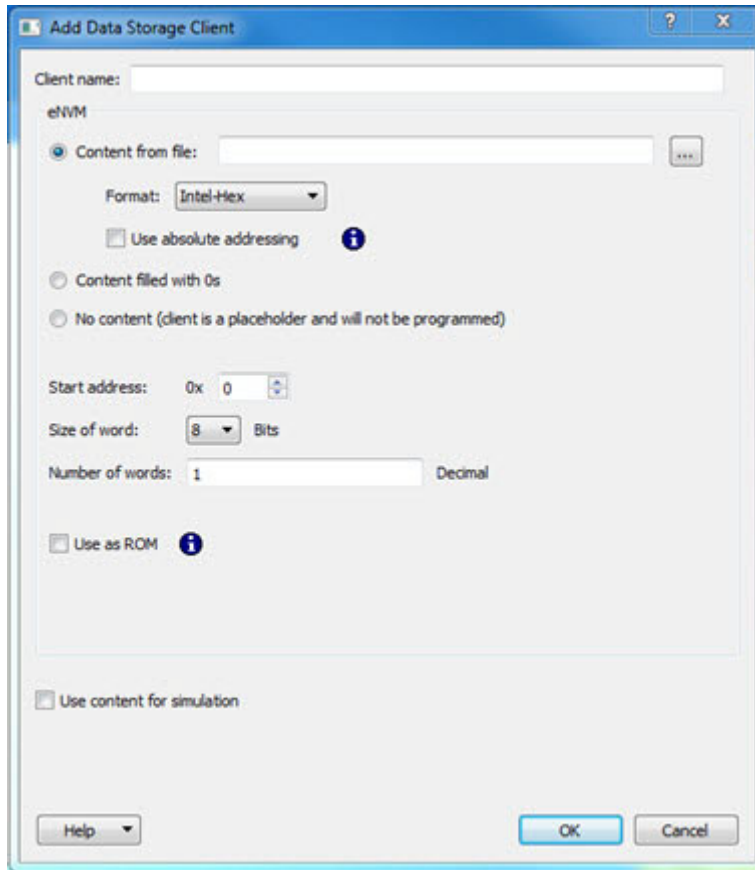 Add Data Storage Client
Client name:
eNVM
Content from file: ...
Format: Intel-Hex
Use absolute addressing
Content filled with 0s
No content (client is a placeholder and will not be programmed)
Start address: 0x 0
Size of word: 8 Bits
Number of words: 1 Decimal
Use as ROM
Use content for simulation
Help OK Cancel